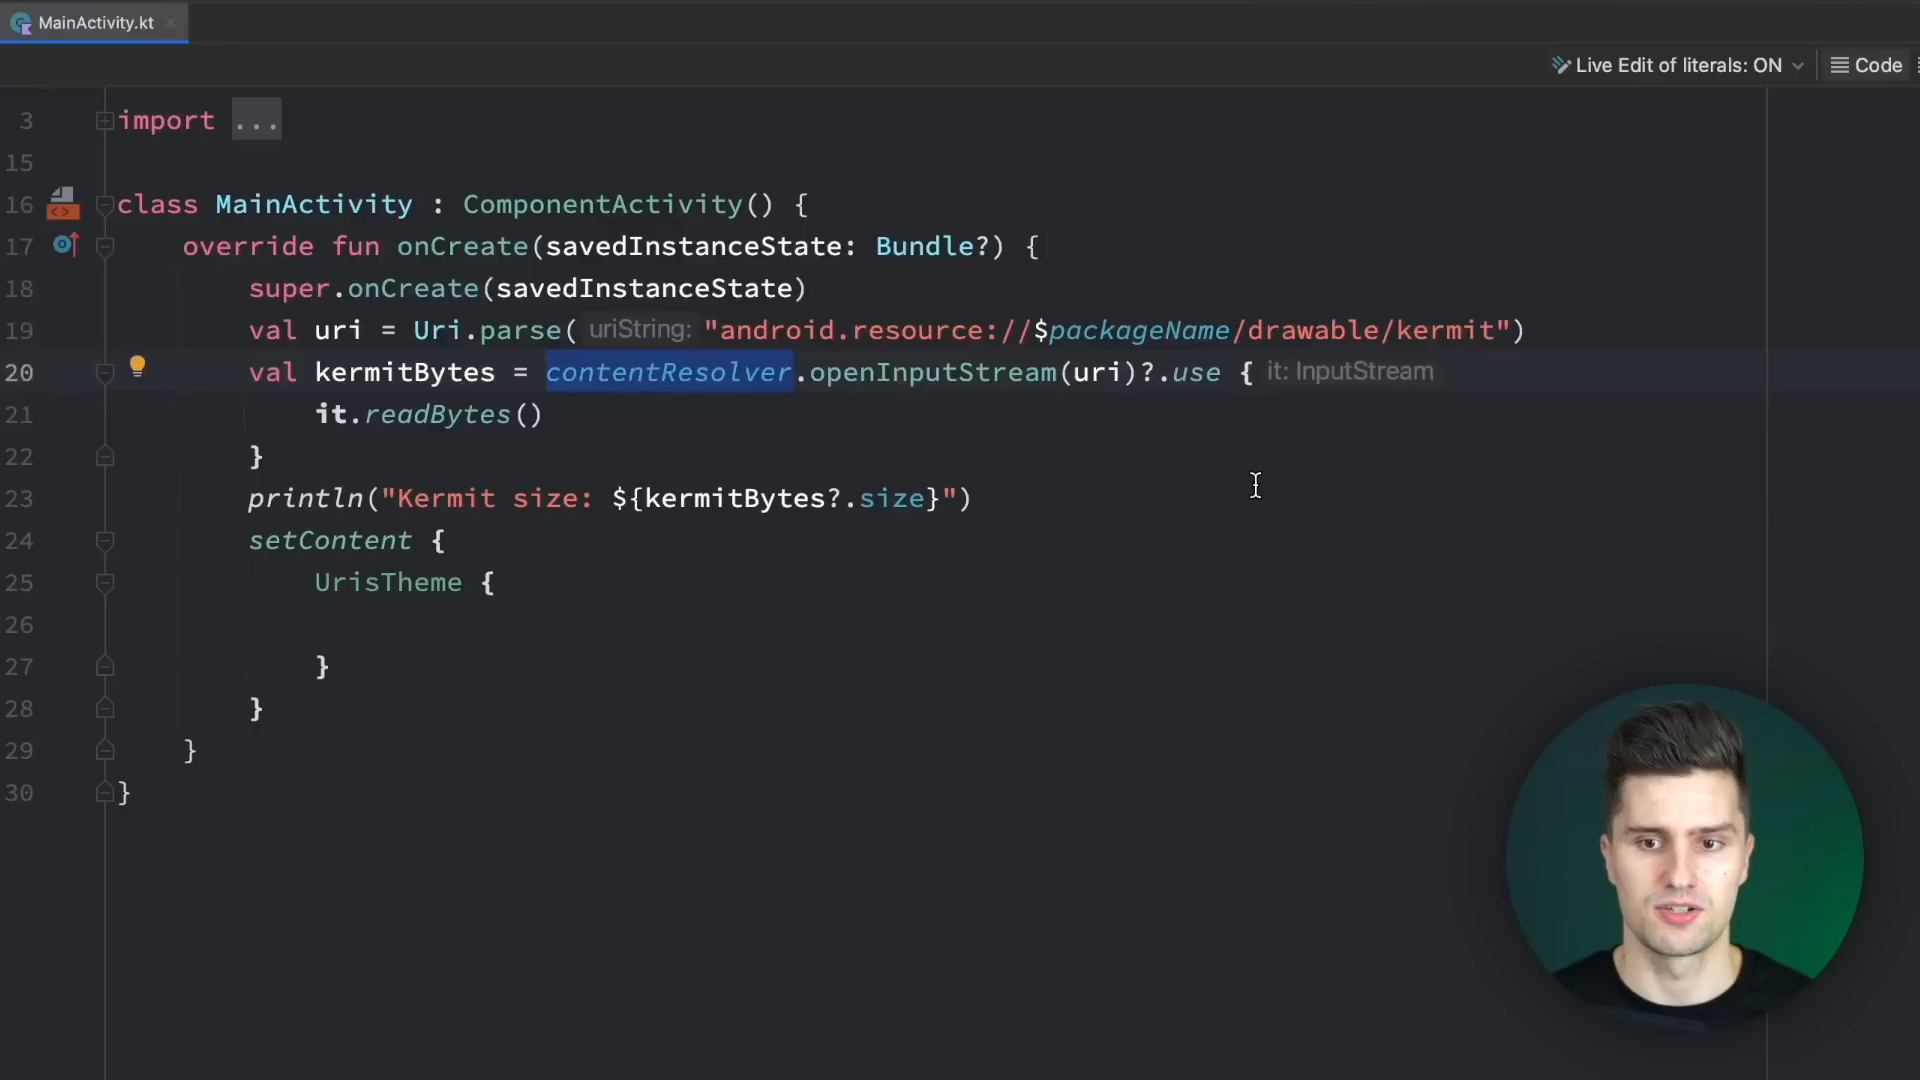 MainActivity.kt
Live Edit of literals: ON
Code
3 import ...
15
16 class MainActivity : ComponentActivity() {
17 override fun onCreate(savedInstanceState: Bundle?) {
18 super.onCreate(savedInstanceState)
19 val uri = Uri.parse( uriString: "android.resource://$packageName/drawable/kermit")
20 val kermitBytes = contentResolver.openInputStream(uri)?.use { it: InputStream
21 it.readBytes()
22 }
23 println("Kermit size: ${kermitBytes?.size}")
24 setContent {
25 UrisTheme {
26
27 }
28 }
29 }
30 }